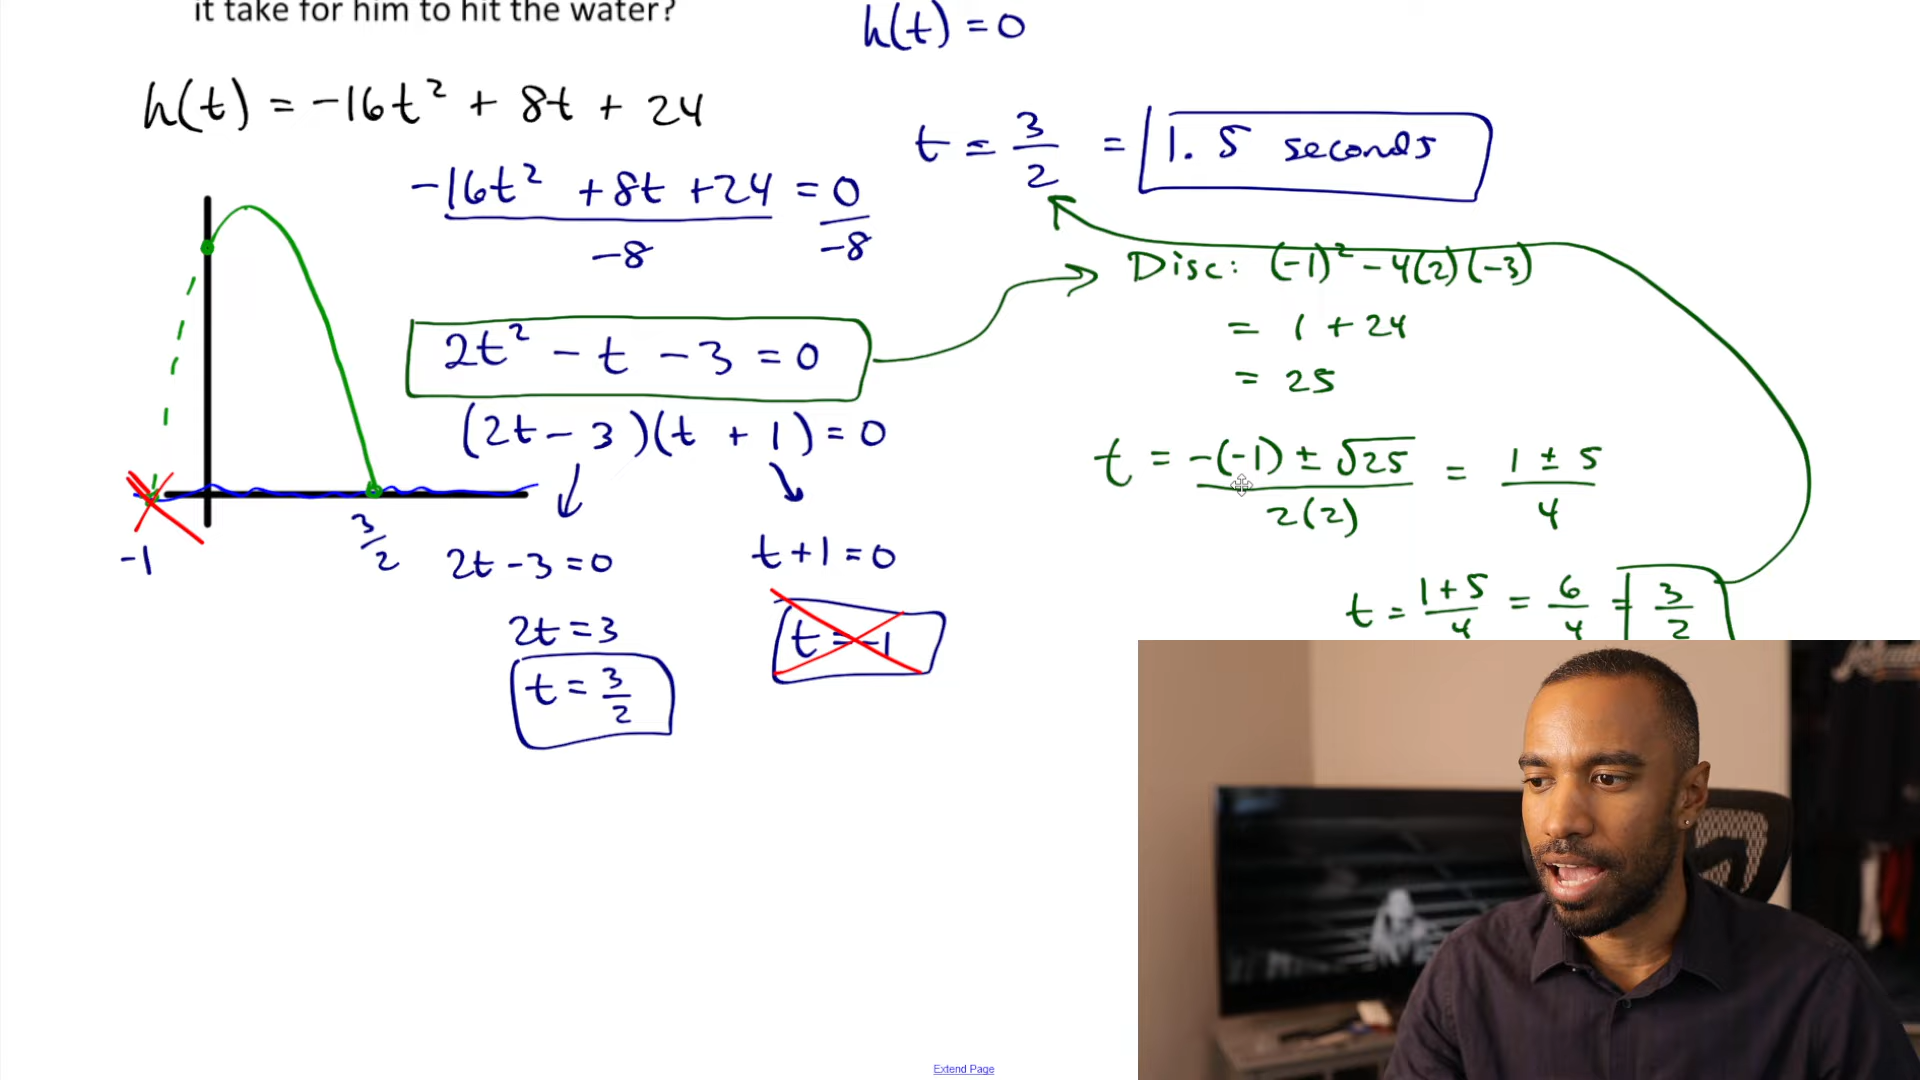 it take for him to hit the water?
h(t) = 0
h(t) = -16t² + 8t + 24
t = 3/2 = 1.5 seconds
-16t² + 8t + 24 = 0
-8 -8
Disc: (-1)² - 4(2)(-3)
= 1 + 24
= 25
2t² - t - 3 = 0
(2t - 3)(t + 1) = 0
t = -(-1) ± √25 / 2(2) = 1 ± 5 / 4
-1
3/2
2t - 3 = 0
t + 1 = 0
t = 1+5/4 = 6/4 = 3/2
2t = 3
t = -1
t = 3/2
Extend Page